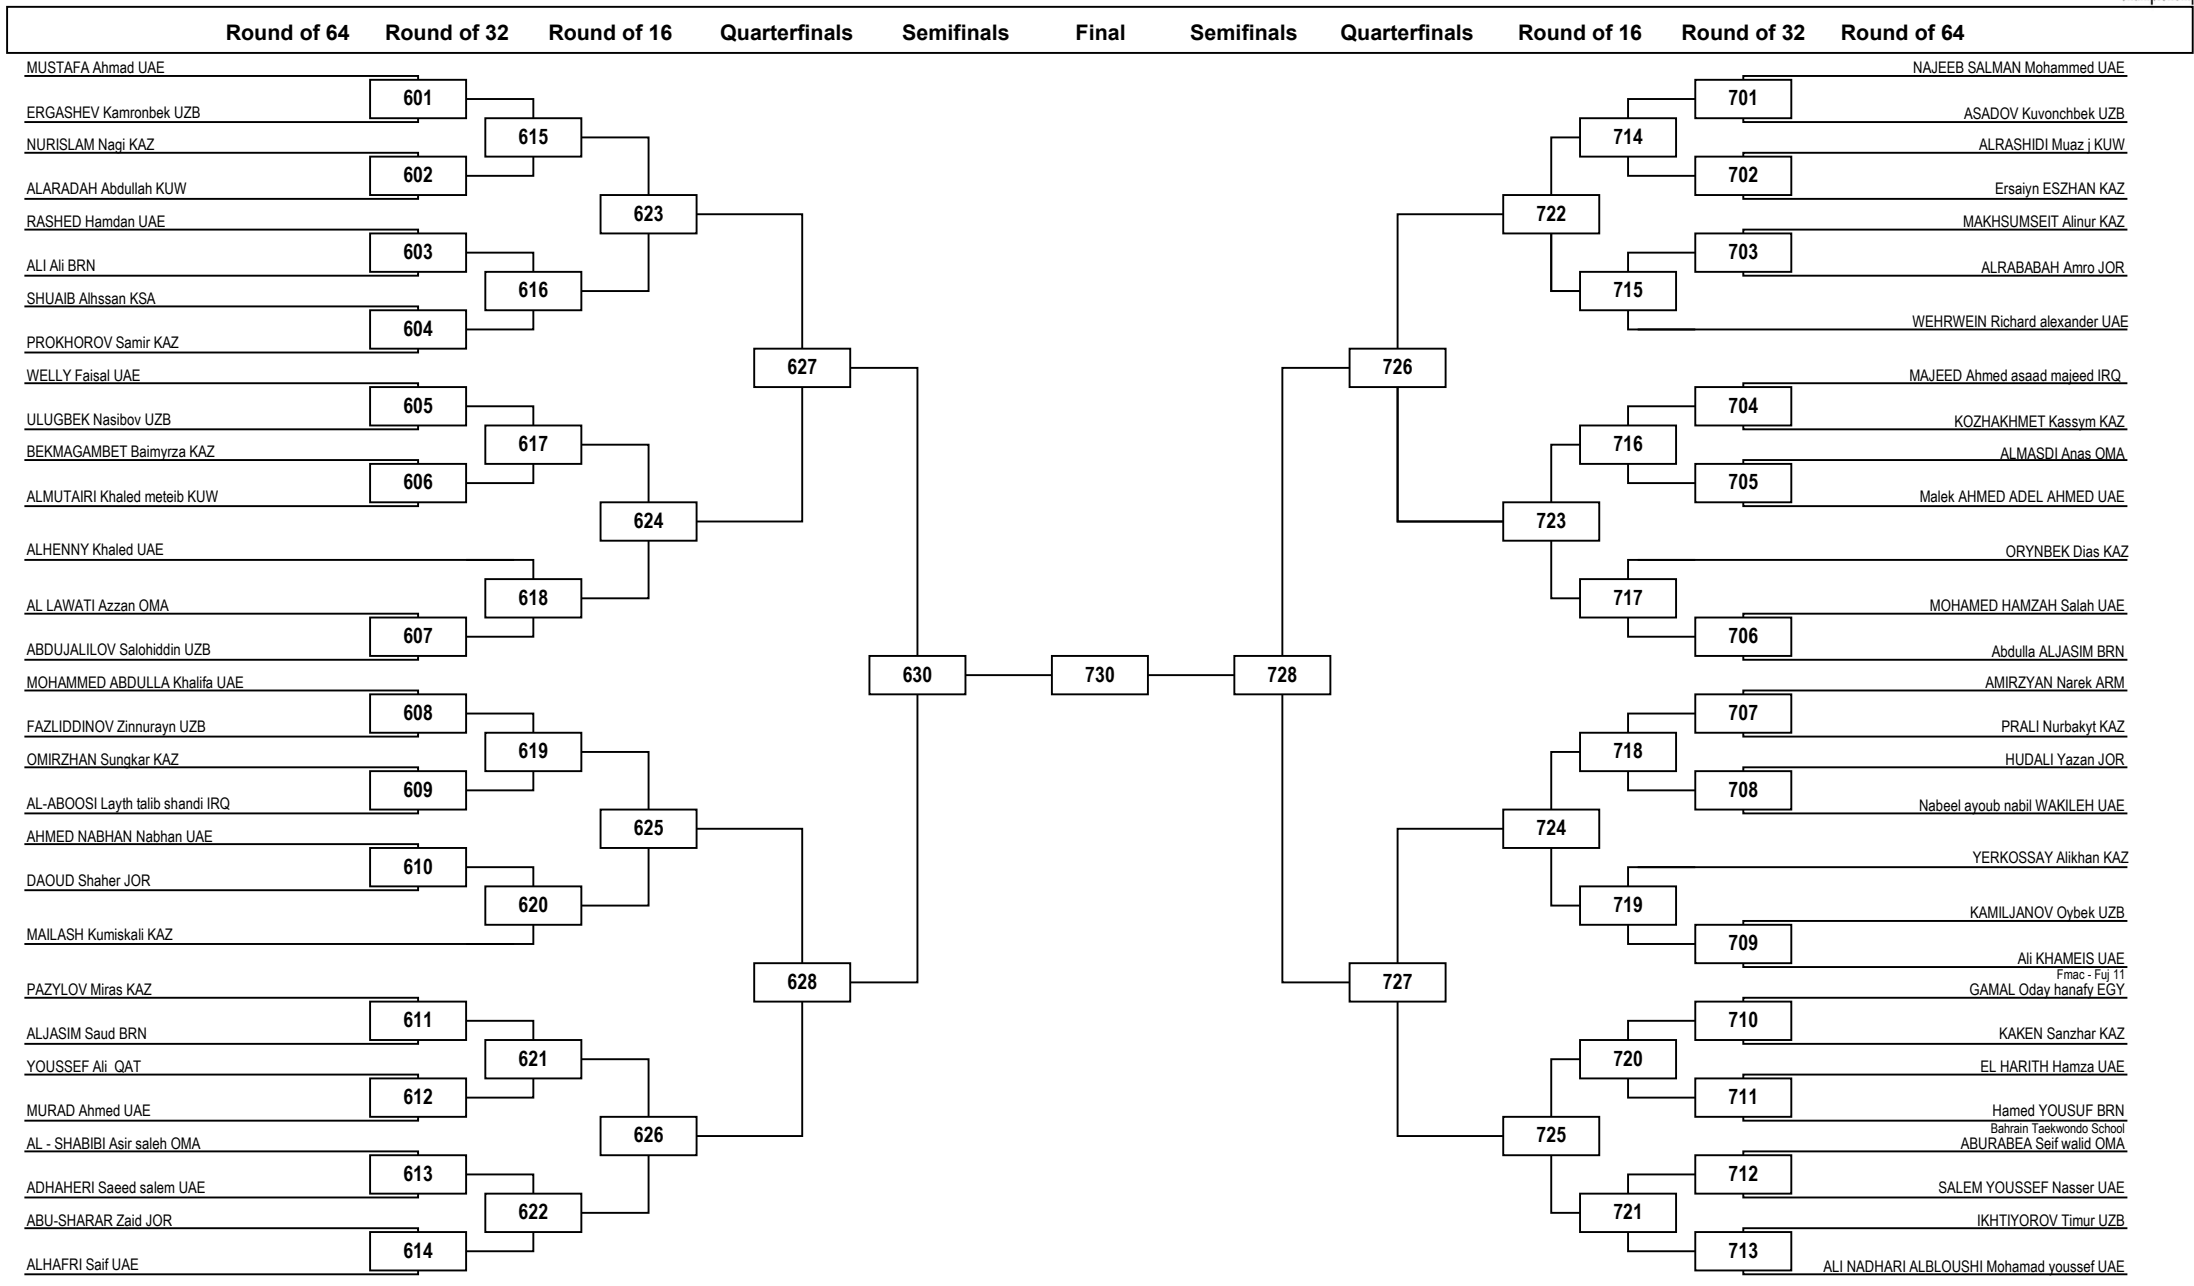 Round of 64 Round of 32 Round of 16 Quarterfinals Semifinals Final Semifinals Quarterfinals Round of 16 Round of 32 Round of 64
MUSTAFA Ahmad UAE
601
ERGASHEV Kamronbek UZB
615
NURISLAM Nagi KAZ
602
ALARADAH Abdullah KUW
623
RASHED Hamdan UAE
603
ALI Ali BRN
616
SHUAIB Alhssan KSA
604
PROKHOROV Samir KAZ
627
WELLY Faisal UAE
605
ULUGBEK Nasibov UZB
617
BEKMAGAMBET Baimyrza KAZ
606
ALMUTAIRI Khaled meteib KUW
624
ALHENNY Khaled UAE
618
AL LAWATI Azzan OMA
607
ABDUJALILOV Salohiddin UZB
630
MOHAMMED ABDULLA Khalifa UAE
608
FAZLIDDINOV Zinnurayn UZB
619
OMIRZHAN Sungkar KAZ
609
AL-ABOOSI Layth talib shandi IRQ
625
AHMED NABHAN Nabhan UAE
610
DAOUD Shaher JOR
620
MAILASH Kumiskali KAZ
628
PAZYLOV Miras KAZ
611
ALJASIM Saud BRN
621
YOUSSEF Ali QAT
612
MURAD Ahmed UAE
626
AL - SHABIBI Asir saleh OMA
613
ADHAHERI Saeed salem UAE
622
ABU-SHARAR Zaid JOR
614
ALHAFRI Saif UAE
730
NAJEEB SALMAN Mohammed UAE
701
ASADOV Kuvonchbek UZB
714
ALRASHIDI Muaz j KUW
702
Ersaiyn ESZHAN KAZ
722
MAKHSUMSEIT Alinur KAZ
703
ALRABABAH Amro JOR
715
WEHRWEIN Richard alexander UAE
726
MAJEED Ahmed asaad majeed IRQ
704
KOZHAKHMET Kassym KAZ
716
ALMASDI Anas OMA
705
Malek AHMED ADEL AHMED UAE
723
ORYNBEK Dias KAZ
717
MOHAMED HAMZAH Salah UAE
706
Abdulla ALJASIM BRN
728
AMIRZYAN Narek ARM
707
PRALI Nurbakyt KAZ
718
HUDALI Yazan JOR
708
Nabeel ayoub nabil WAKILEH UAE
724
YERKOSSAY Alikhan KAZ
719
KAMILJANOV Oybek UZB
709
Ali KHAMEIS UAE
Fmac - Fuj 11
727
GAMAL Oday hanafy EGY
710
KAKEN Sanzhar KAZ
720
EL HARITH Hamza UAE
711
Hamed YOUSUF BRN
Bahrain Taekwondo School
725
ABURABEA Seif walid OMA
712
SALEM YOUSSEF Nasser UAE
721
IKHTIYOROV Timur UZB
713
ALI NADHARI ALBLOUSHI Mohamad youssef UAE